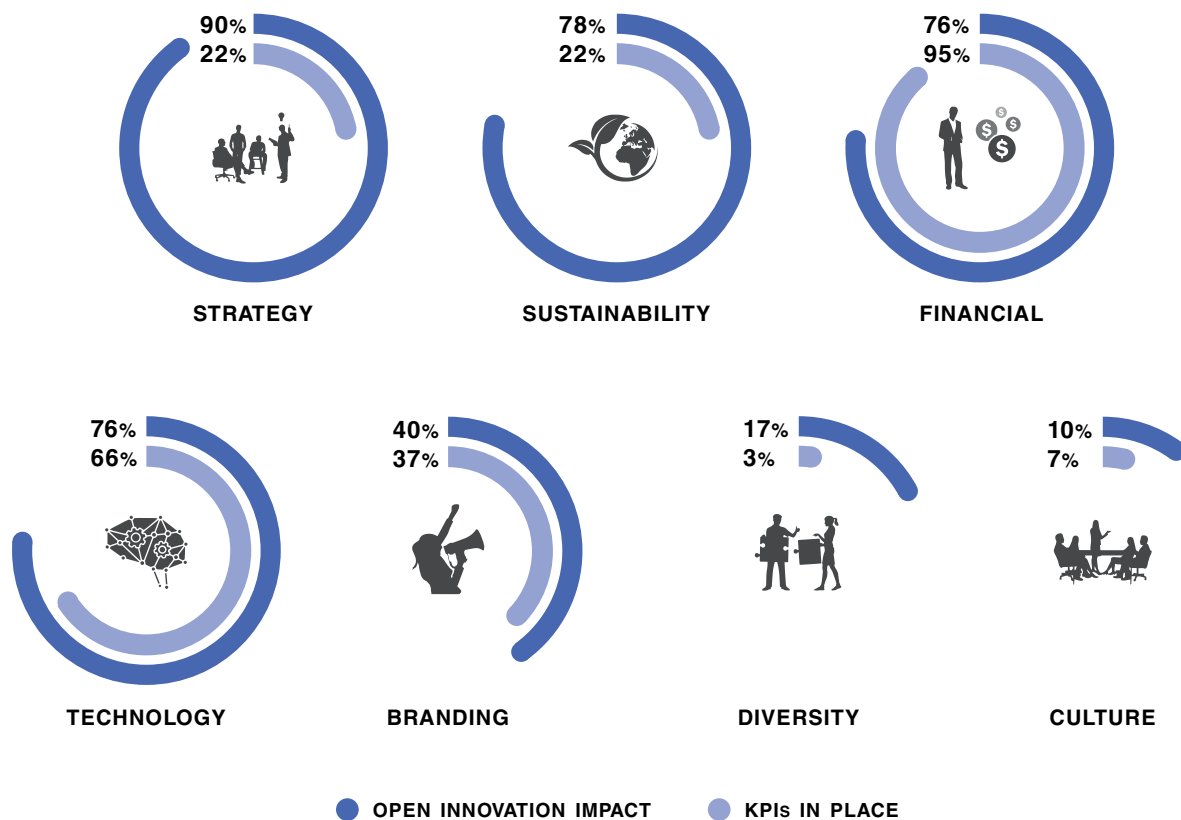 90%
22%
STRATEGY
78%
22%
SUSTAINABILITY
76%
95%
$
$
$
$
FINANCIAL
76%
66%
TECHNOLOGY
40%
37%
BRANDING
17%
3%
DIVERSITY
10%
7%
CULTURE
OPEN INNOVATION IMPACT
KPIs IN PLACE